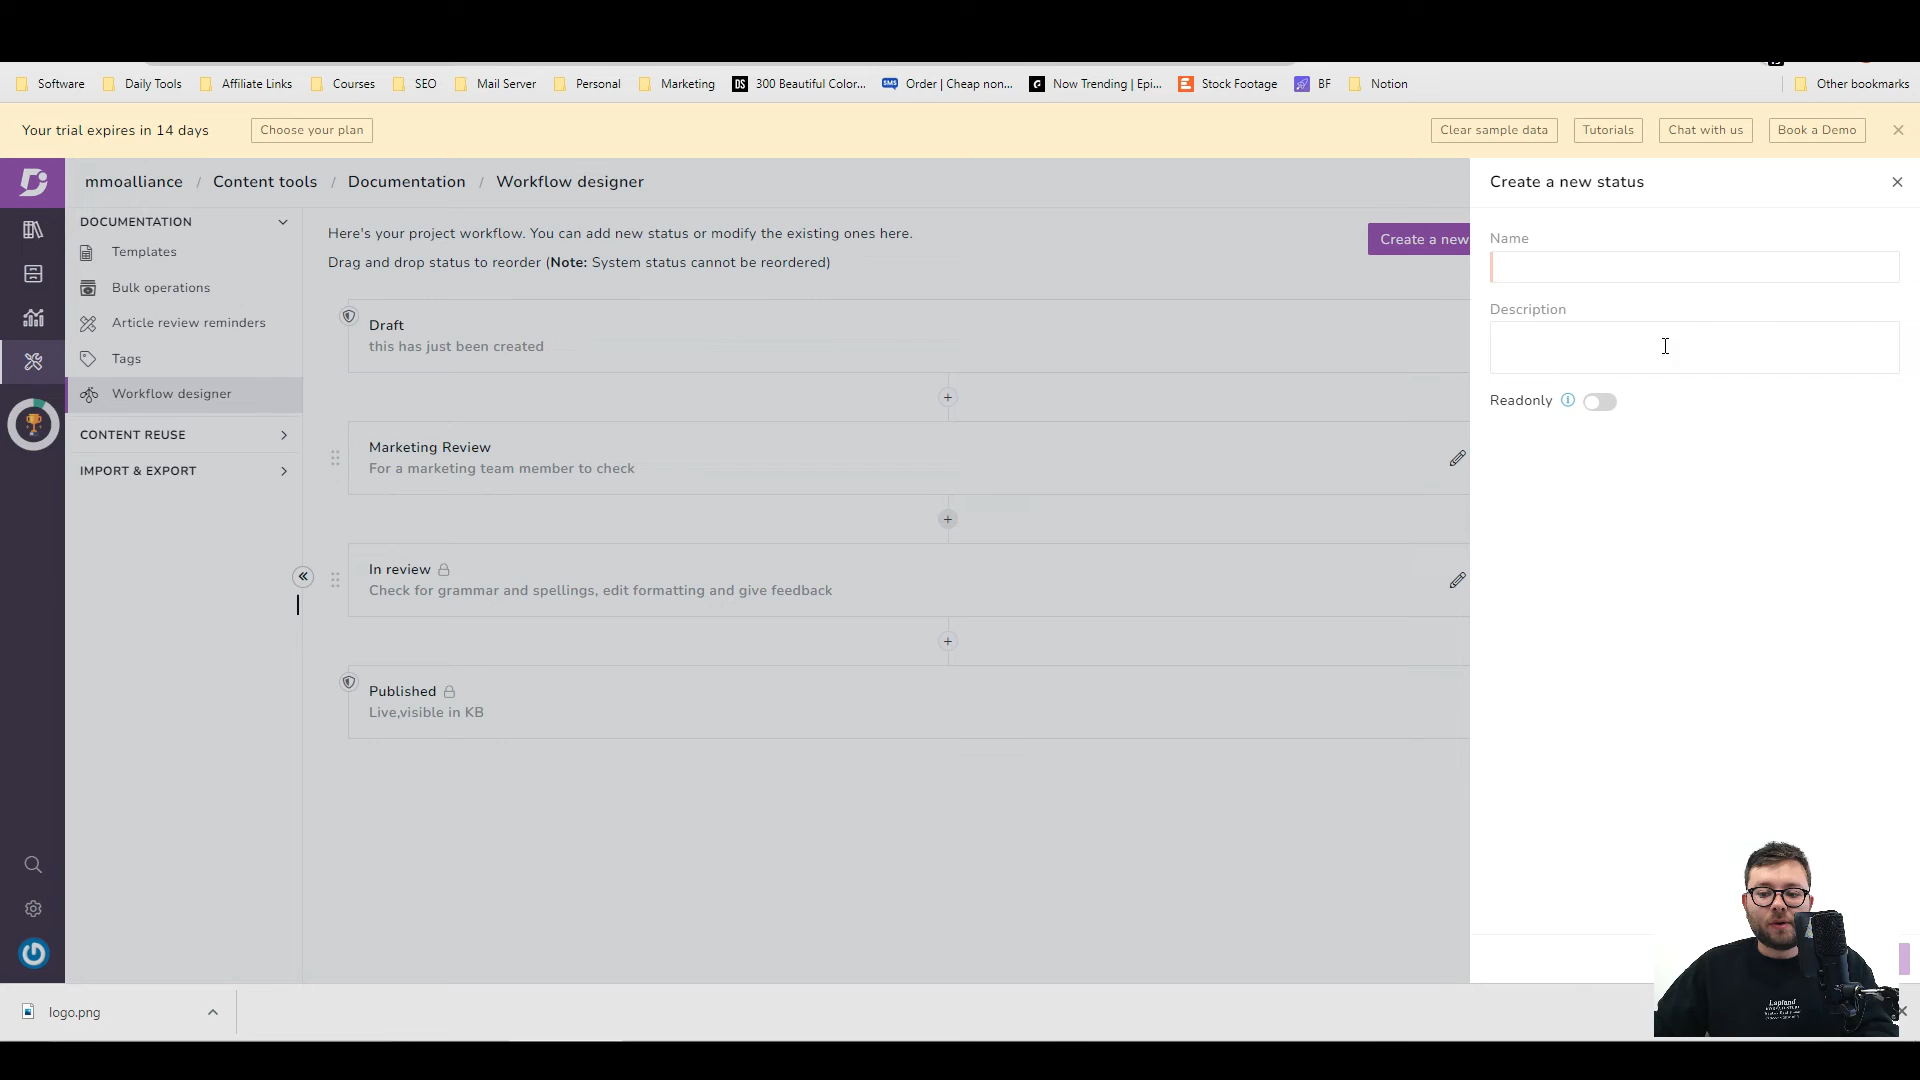 Software
Daily Tools
Affiliate Links
Courses
SEO
Mail Server
Personal
Marketing
300 Beautiful Color...
Order | Cheap non...
Now Trending | Epi...
Stock Footage
BF
Notion
Other bookmarks
Your trial expires in 14 days
Choose your plan
Clear sample data
Tutorials
Chat with us
Book a Demo
mmoalliance / Content tools / Documentation / Workflow designer
Create a new status
DOCUMENTATION
Templates
Bulk operations
Article review reminders
Tags
Workflow designer
CONTENT REUSE
IMPORT & EXPORT
Here's your project workflow. You can add new status or modify the existing ones here.
Drag and drop status to reorder (Note: System status cannot be reordered)
Create a new
Draft
this has just been created
Marketing Review
For a marketing team member to check
In review
Check for grammar and spellings, edit formatting and give feedback
Published
Live,visible in KB
Name
Description
Readonly
logo.png
Lapland